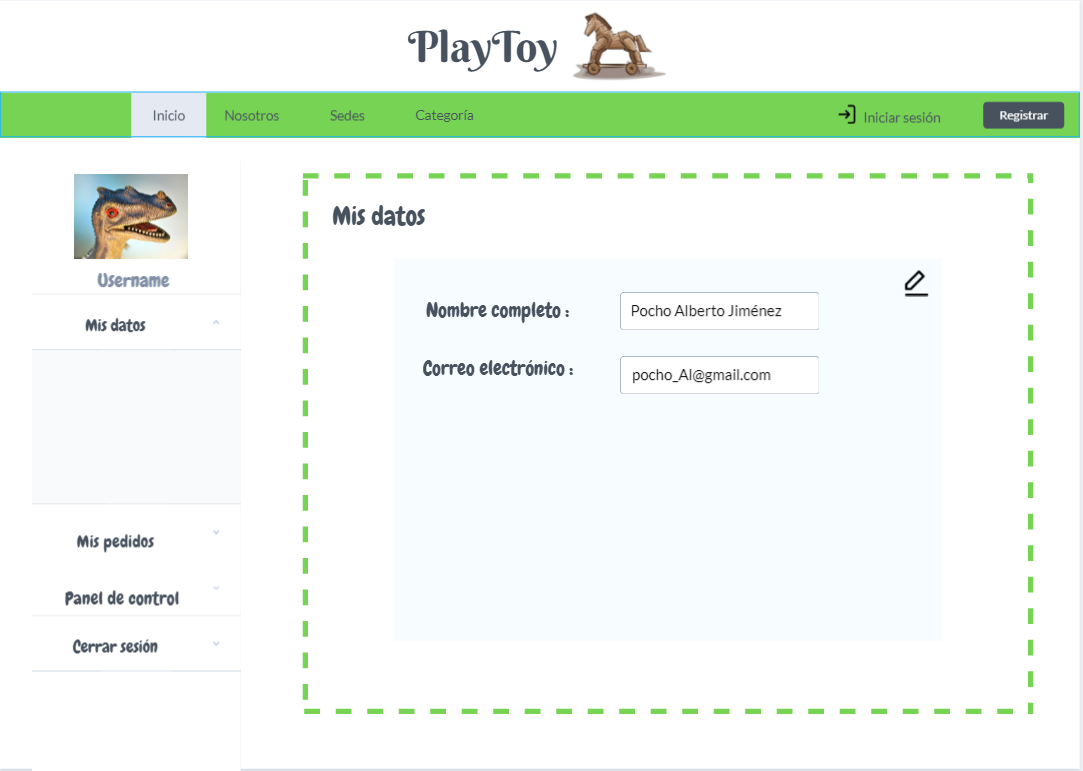 PlayToy
Inicio
Nosotros
Sedes
Categoría
Iniciar sesión
Registrar
Username
Mis datos
Mis pedidos
Panel de control
Cerrar sesión
Mis datos
Nombre completo :
Pocho Alberto Jiménez
Correo electrónico :
pocho_Al@gmail.com